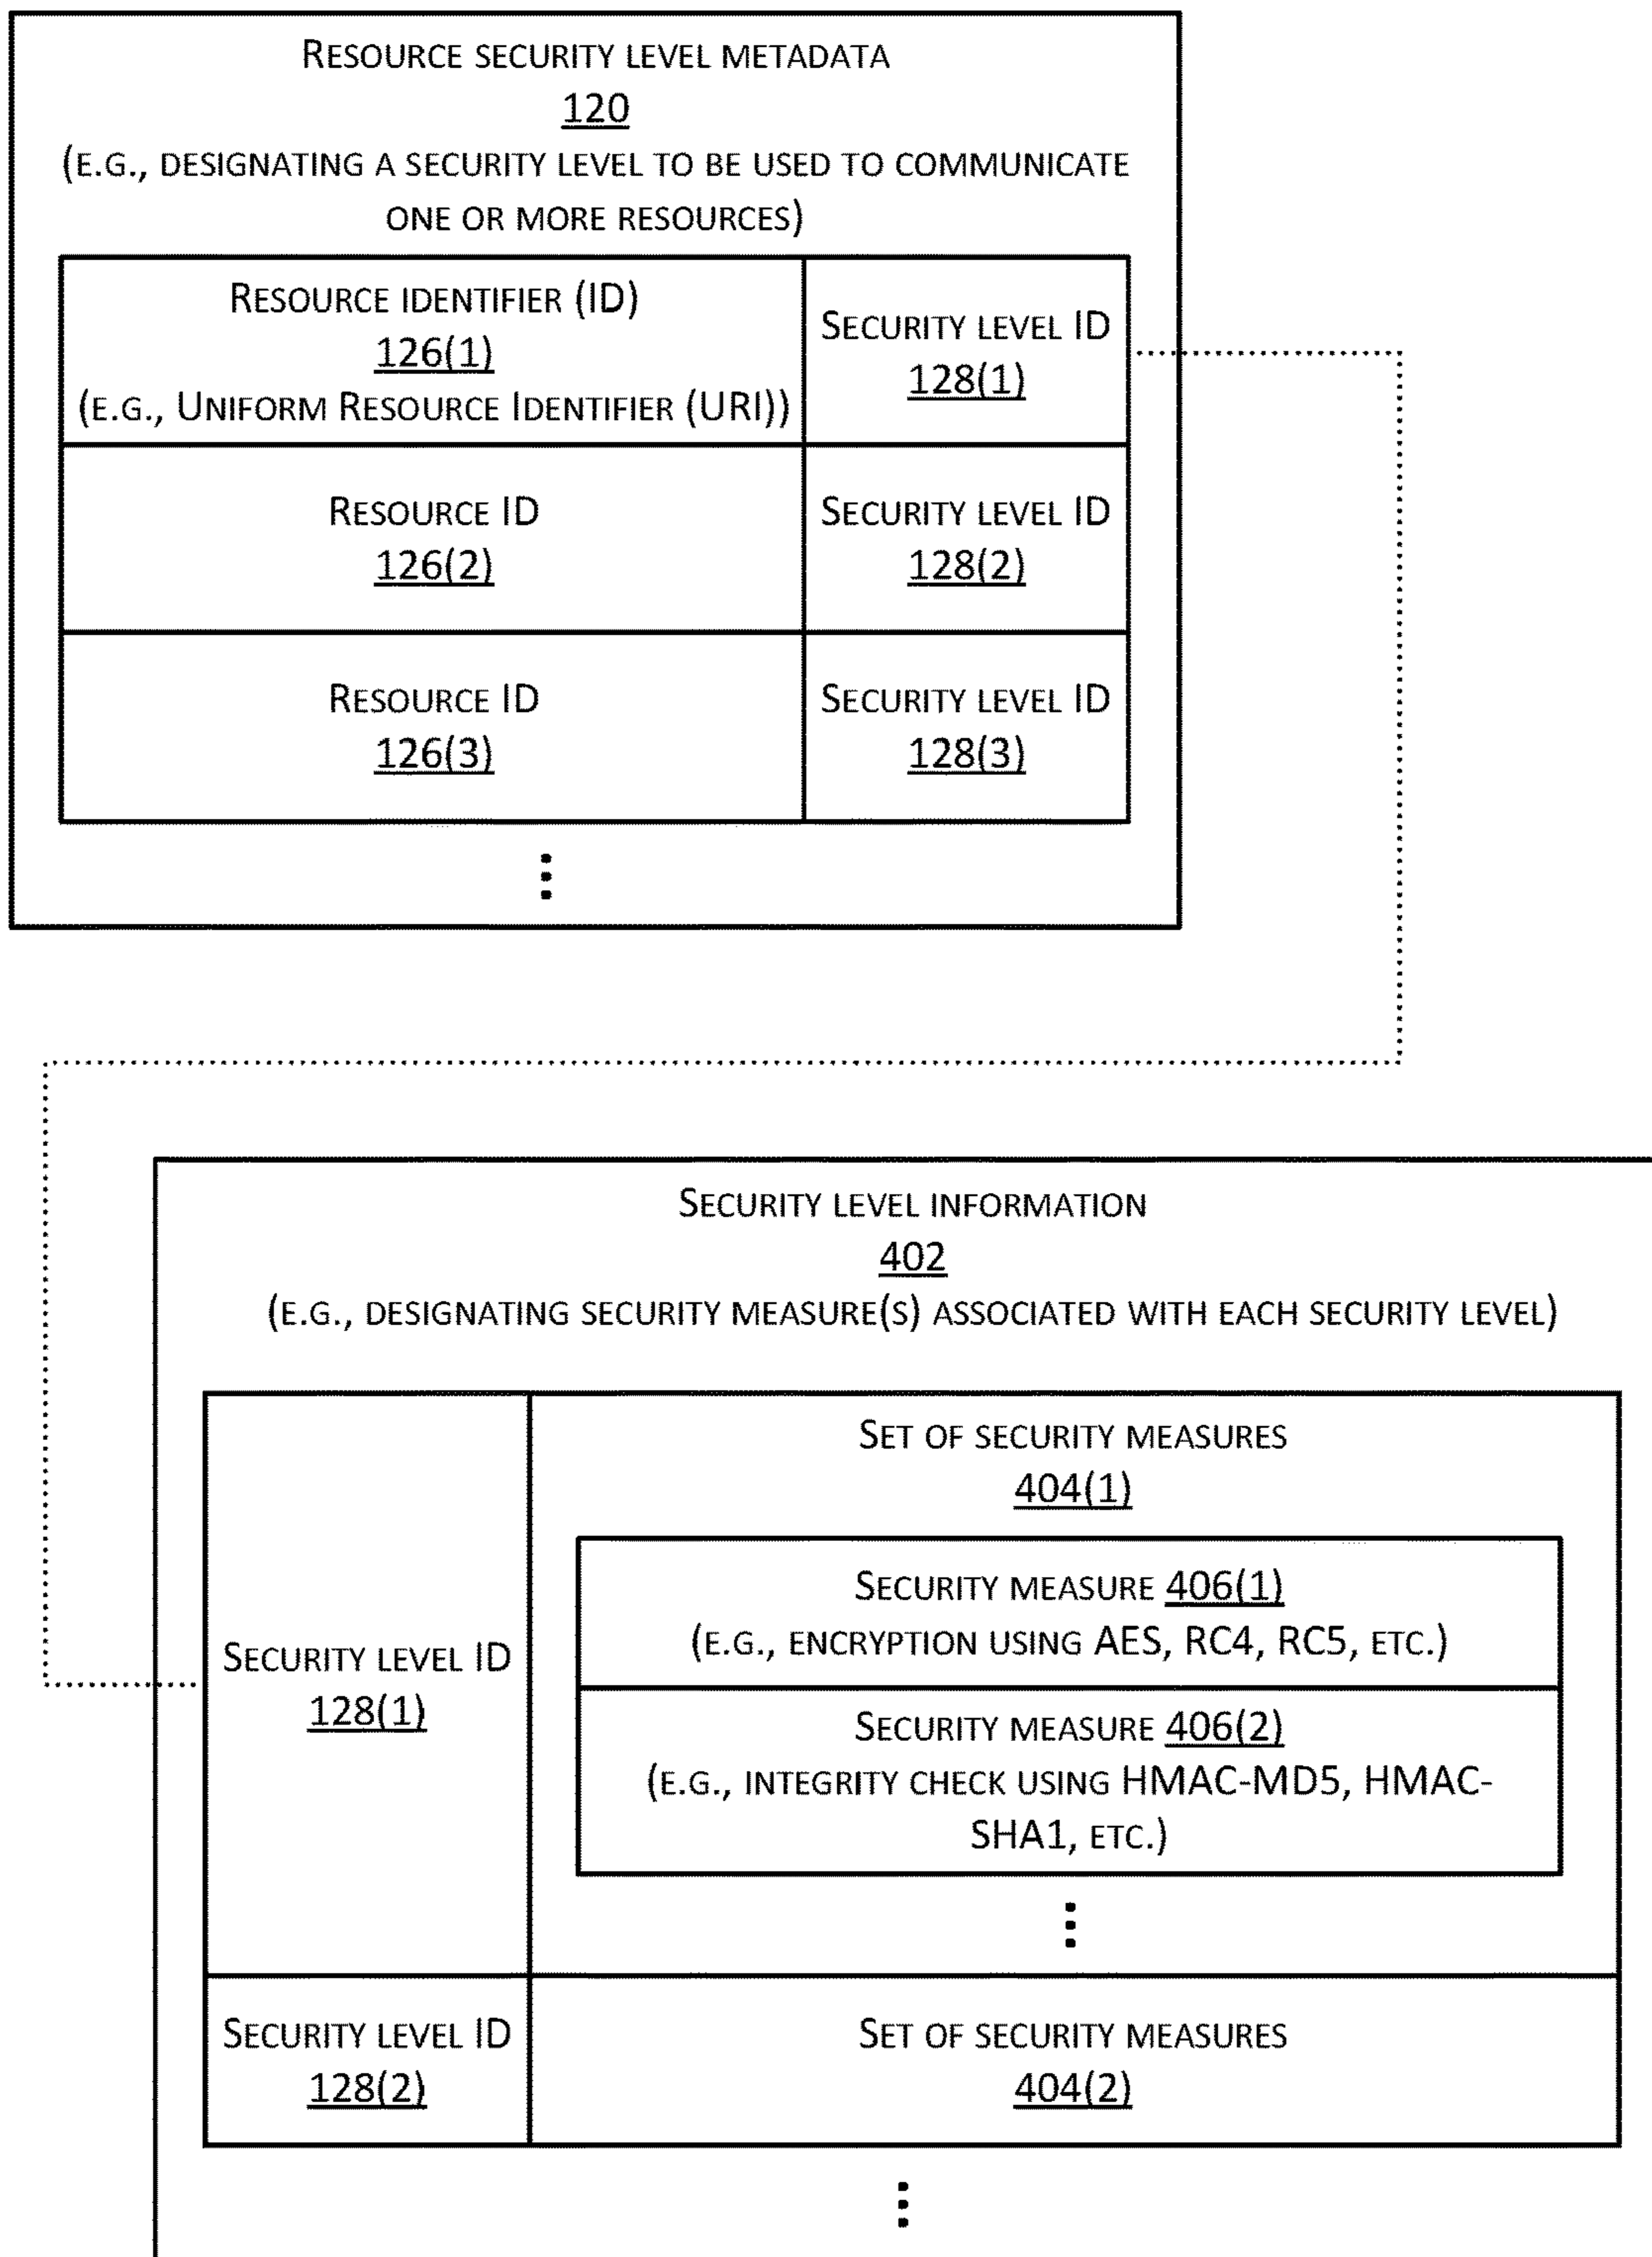 Resource security level metadata
120
(e.g., designating a security level to be used to communicate
one or more resources)
Resource identifier (ID)
126(1)
(e.g., Uniform Resource Identifier (URI))
Security level ID
128(1)
Resource ID
126(2)
Security level ID
128(2)
Resource ID
126(3)
Security level ID
128(3)
Security level information
402
(e.g., designating security measure(s) associated with each security level)
Security level ID
128(1)
Set of security measures
404(1)
Security measure 406(1)
(e.g., encryption using AES, RC4, RC5, etc.)
Security measure 406(2)
(e.g., integrity check using HMAC-MD5, HMAC-
SHA1, etc.)
Security level ID
128(2)
Set of security measures
404(2)